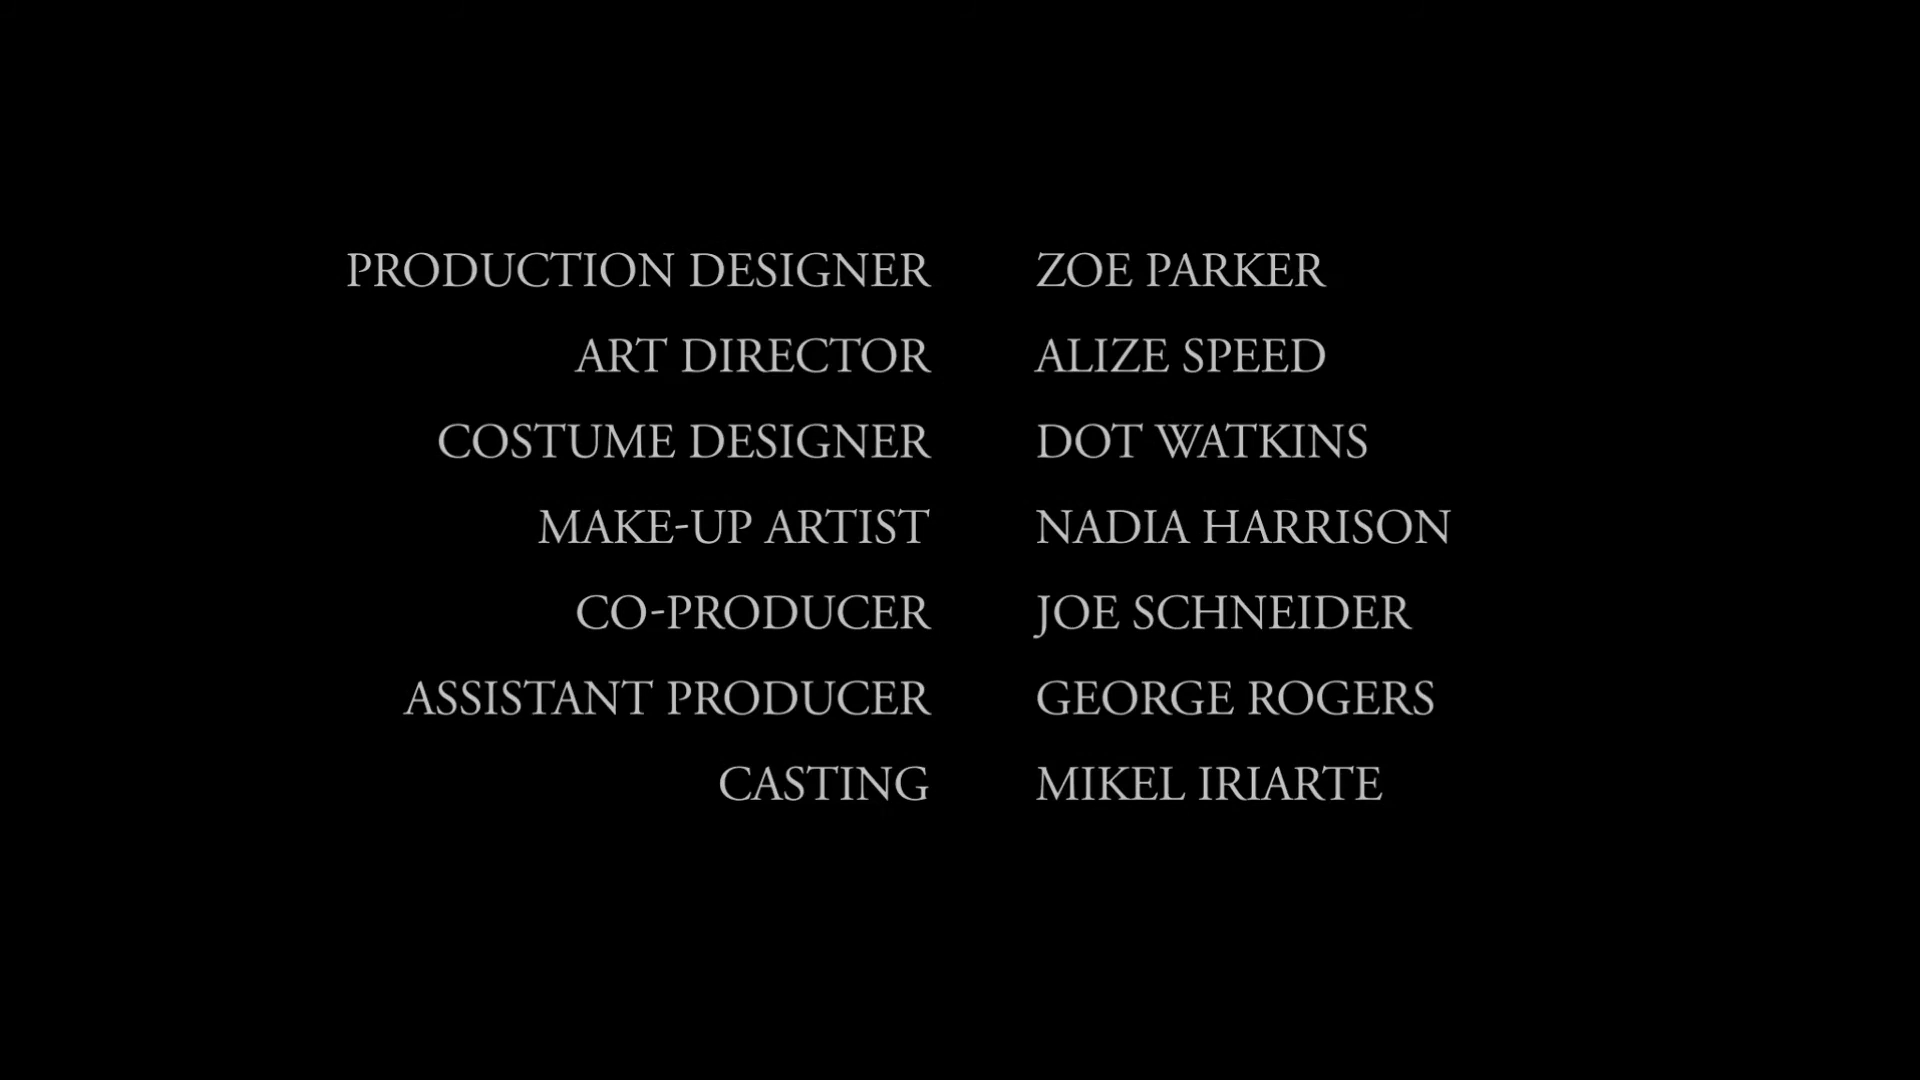 PRODUCTION DESIGNER ZOE PARKER
ART DIRECTOR ALIZE SPEED
COSTUME DESIGNER DOT WATKINS
MAKE-UP ARTIST NADIA HARRISON
CO-PRODUCER JOE SCHNEIDER
ASSISTANT PRODUCER GEORGE ROGERS
CASTING MIKEL IRIARTE